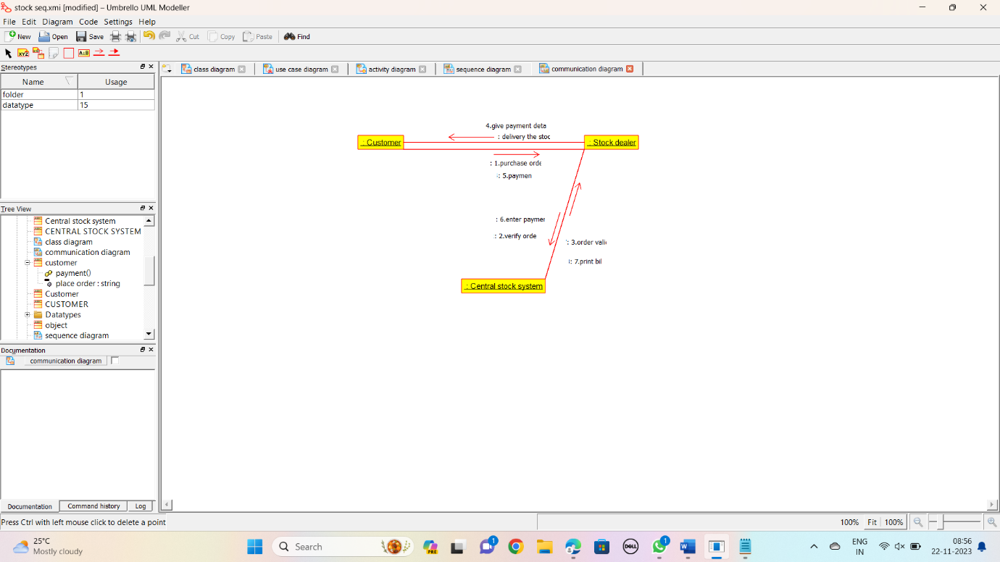 stock seq.xmi [modified] – Umbrello UML Modeller
File Edit Diagram Code Settings Help
New Open Save Cut Copy Paste Find
XYZ A:B
Stereotypes
Name Usage
folder 1
datatype 15
Tree View
Central stock system
CENTRAL STOCK SYSTEM
class diagram
communication diagram
customer
payment()
place order : string
Customer
CUSTOMER
Datatypes
object
sequence diagram
Documentation
communication diagram
Documentation Command history Log
class diagram use case diagram activity diagram sequence diagram communication diagram
4.give payment deta
: delivery the stoc
: Customer
: Stock dealer
: 1.purchase orde
: 5.paymen
: 6.enter paymer
: 2.verify orde
: 3.order vali
: 7.print bil
: Central stock system
Press Ctrl with left mouse click to delete a point
100% Fit 100%
25°C
Mostly cloudy
Search
PRE
1
DELL
1
ENG
IN
08:56
22-11-2023